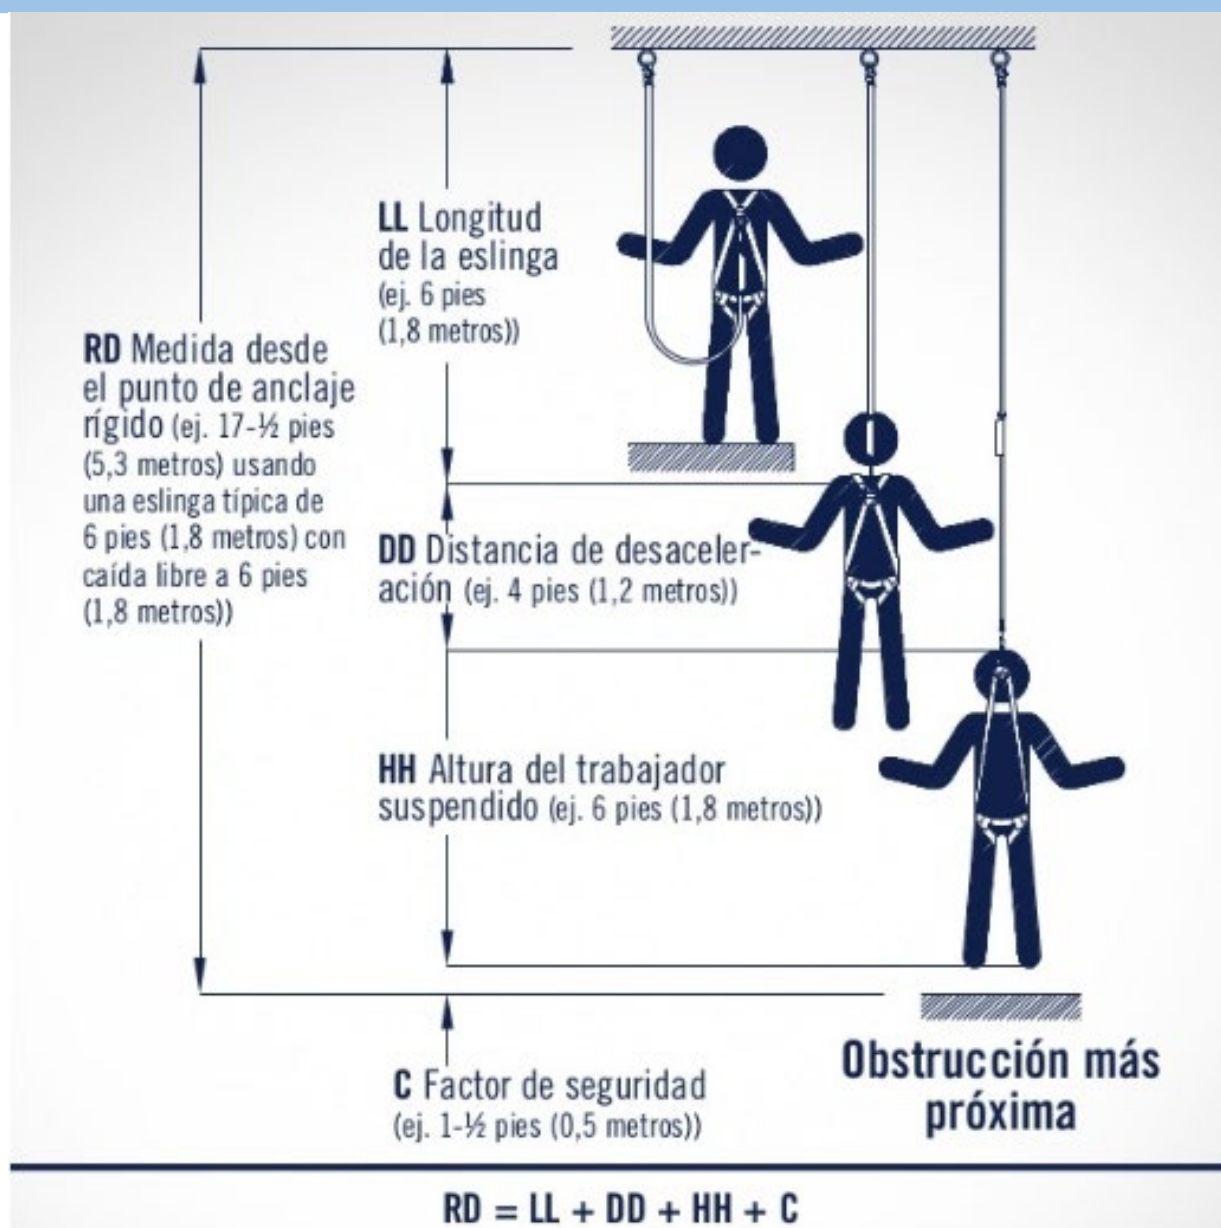 LL Longitud
de la eslinga
(ej. 6 pies
(1,8 metros))
RD Medida desde
el punto de anclaje
rígido (ej. 17-½ pies
(5,3 metros) usando
una eslinga típica de
6 pies (1,8 metros) con
caída libre a 6 pies
(1,8 metros))
DD Distancia de desaceler-
ación (ej. 4 pies (1,2 metros))
HH Altura del trabajador
suspendido (ej. 6 pies (1,8 metros))
C Factor de seguridad
(ej. 1-½ pies (0,5 metros))
Obstrucción más
próxima
RD = LL + DD + HH + C